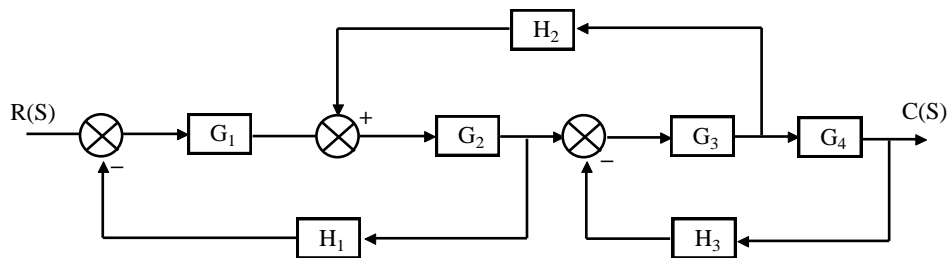 H₂
R(S)
+
C(S)
G₁
G₂
G₃
G₄
−
−
H₁
H₃